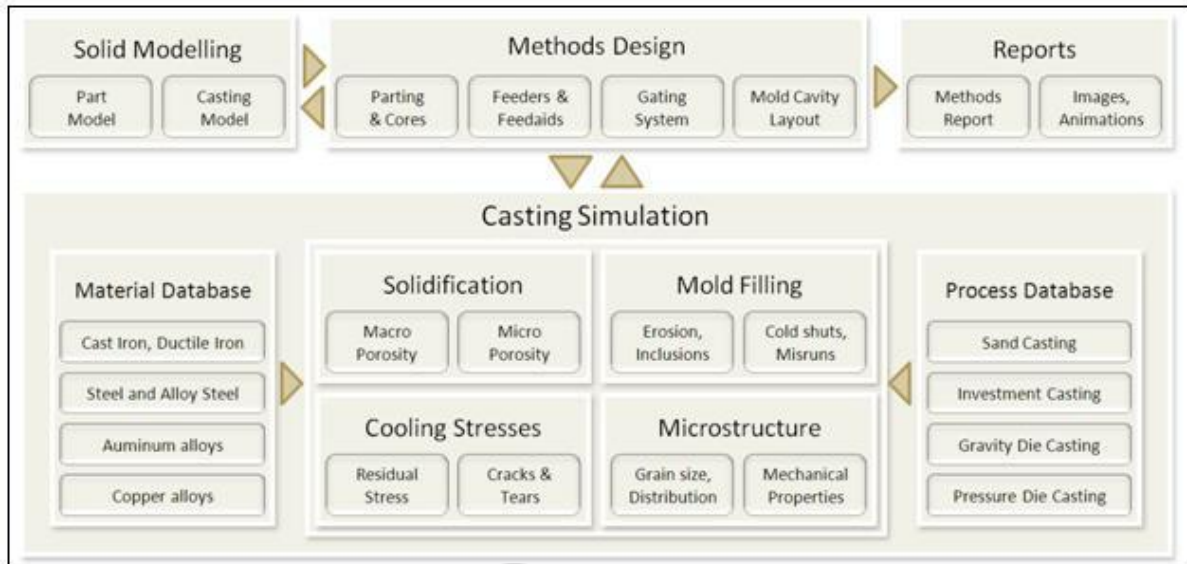 Solid Modelling
Part
Model
Casting
Model
Methods Design
Parting
& Cores
Feeders &
Feedaids
Gating
System
Mold Cavity
Layout
Reports
Methods
Report
Images,
Animations
Casting Simulation
Material Database
Cast Iron, Ductile Iron
Steel and Alloy Steel
Auminum alloys
Copper alloys
Solidification
Macro
Porosity
Micro
Porosity
Mold Filling
Erosion,
Inclusions
Cold shuts,
Misruns
Cooling Stresses
Residual
Stress
Cracks &
Tears
Microstructure
Grain size,
Distribution
Mechanical
Properties
Process Database
Sand Casting
Investment Casting
Gravity Die Casting
Pressure Die Casting